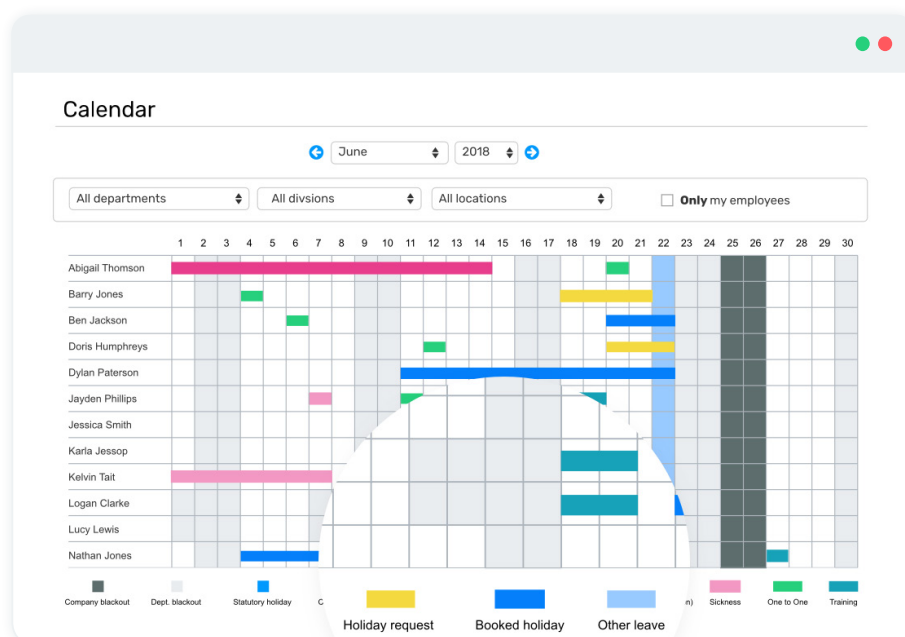 Calendar
June 2018
All departments All divsions All locations Only my employees
1 2 3 4 5 6 7 8 9 10 11 12 13 14 15 16 17 18 19 20 21 22 23 24 25 26 27 28 29 30
Abigail Thomson
Barry Jones
Ben Jackson
Doris Humphreys
Dylan Paterson
Jayden Phillips
Jessica Smith
Karla Jessop
Kelvin Tait
Logan Clarke
Lucy Lewis
Nathan Jones
Company blackout Dept. blackout Statutory holiday Sickness One to One Training
Holiday request Booked holiday Other leave